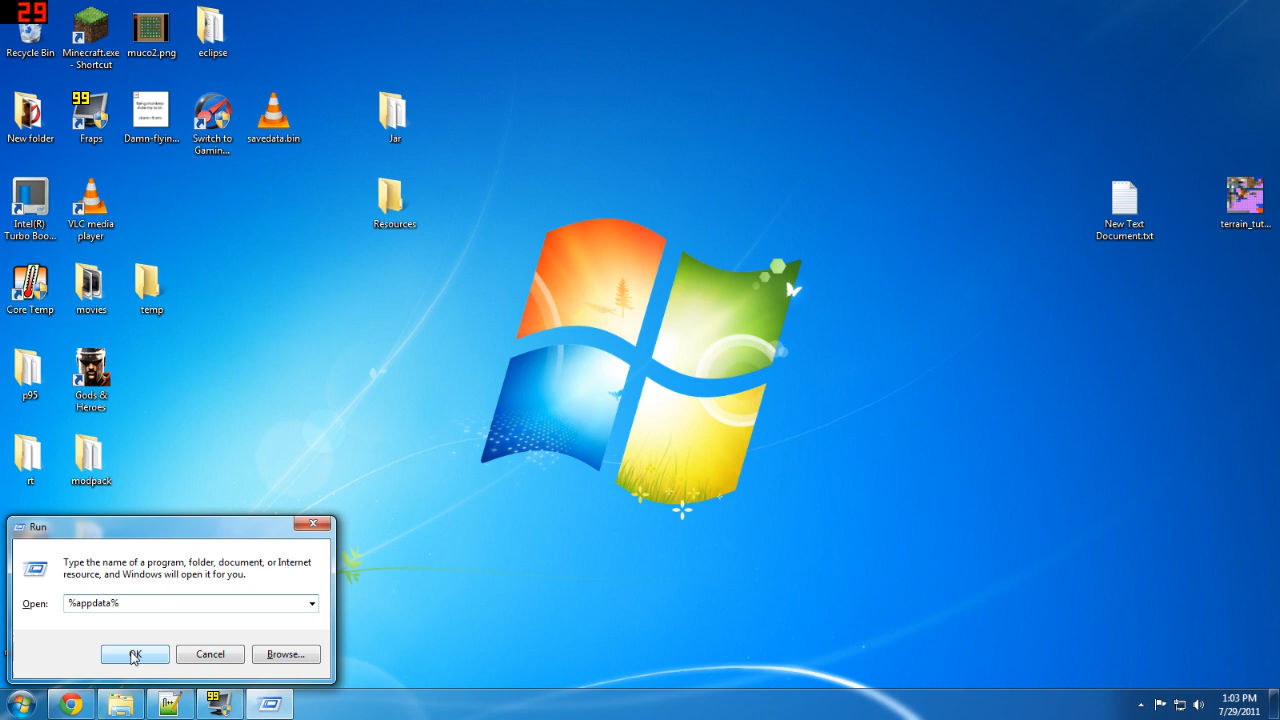 29
Recycle Bin
Minecraft.exe
- Shortcut
muco2.png
eclipse
New folder
99
Fraps
Damn-flyin...
Switch to
Gamin...
savedata.bin
Jar
Intel(R)
Turbo Boo...
VLC media
player
Resources
New Text
Document.txt
terrain_tut...
Core Temp
movies
temp
p95
Gods &
Heroes
rt
modpack
Run
Type the name of a program, folder, document, or Internet
resource, and Windows will open it for you.
Open:
%appdata%
OK
Cancel
Browse...
99
1:03 PM
7/29/2011